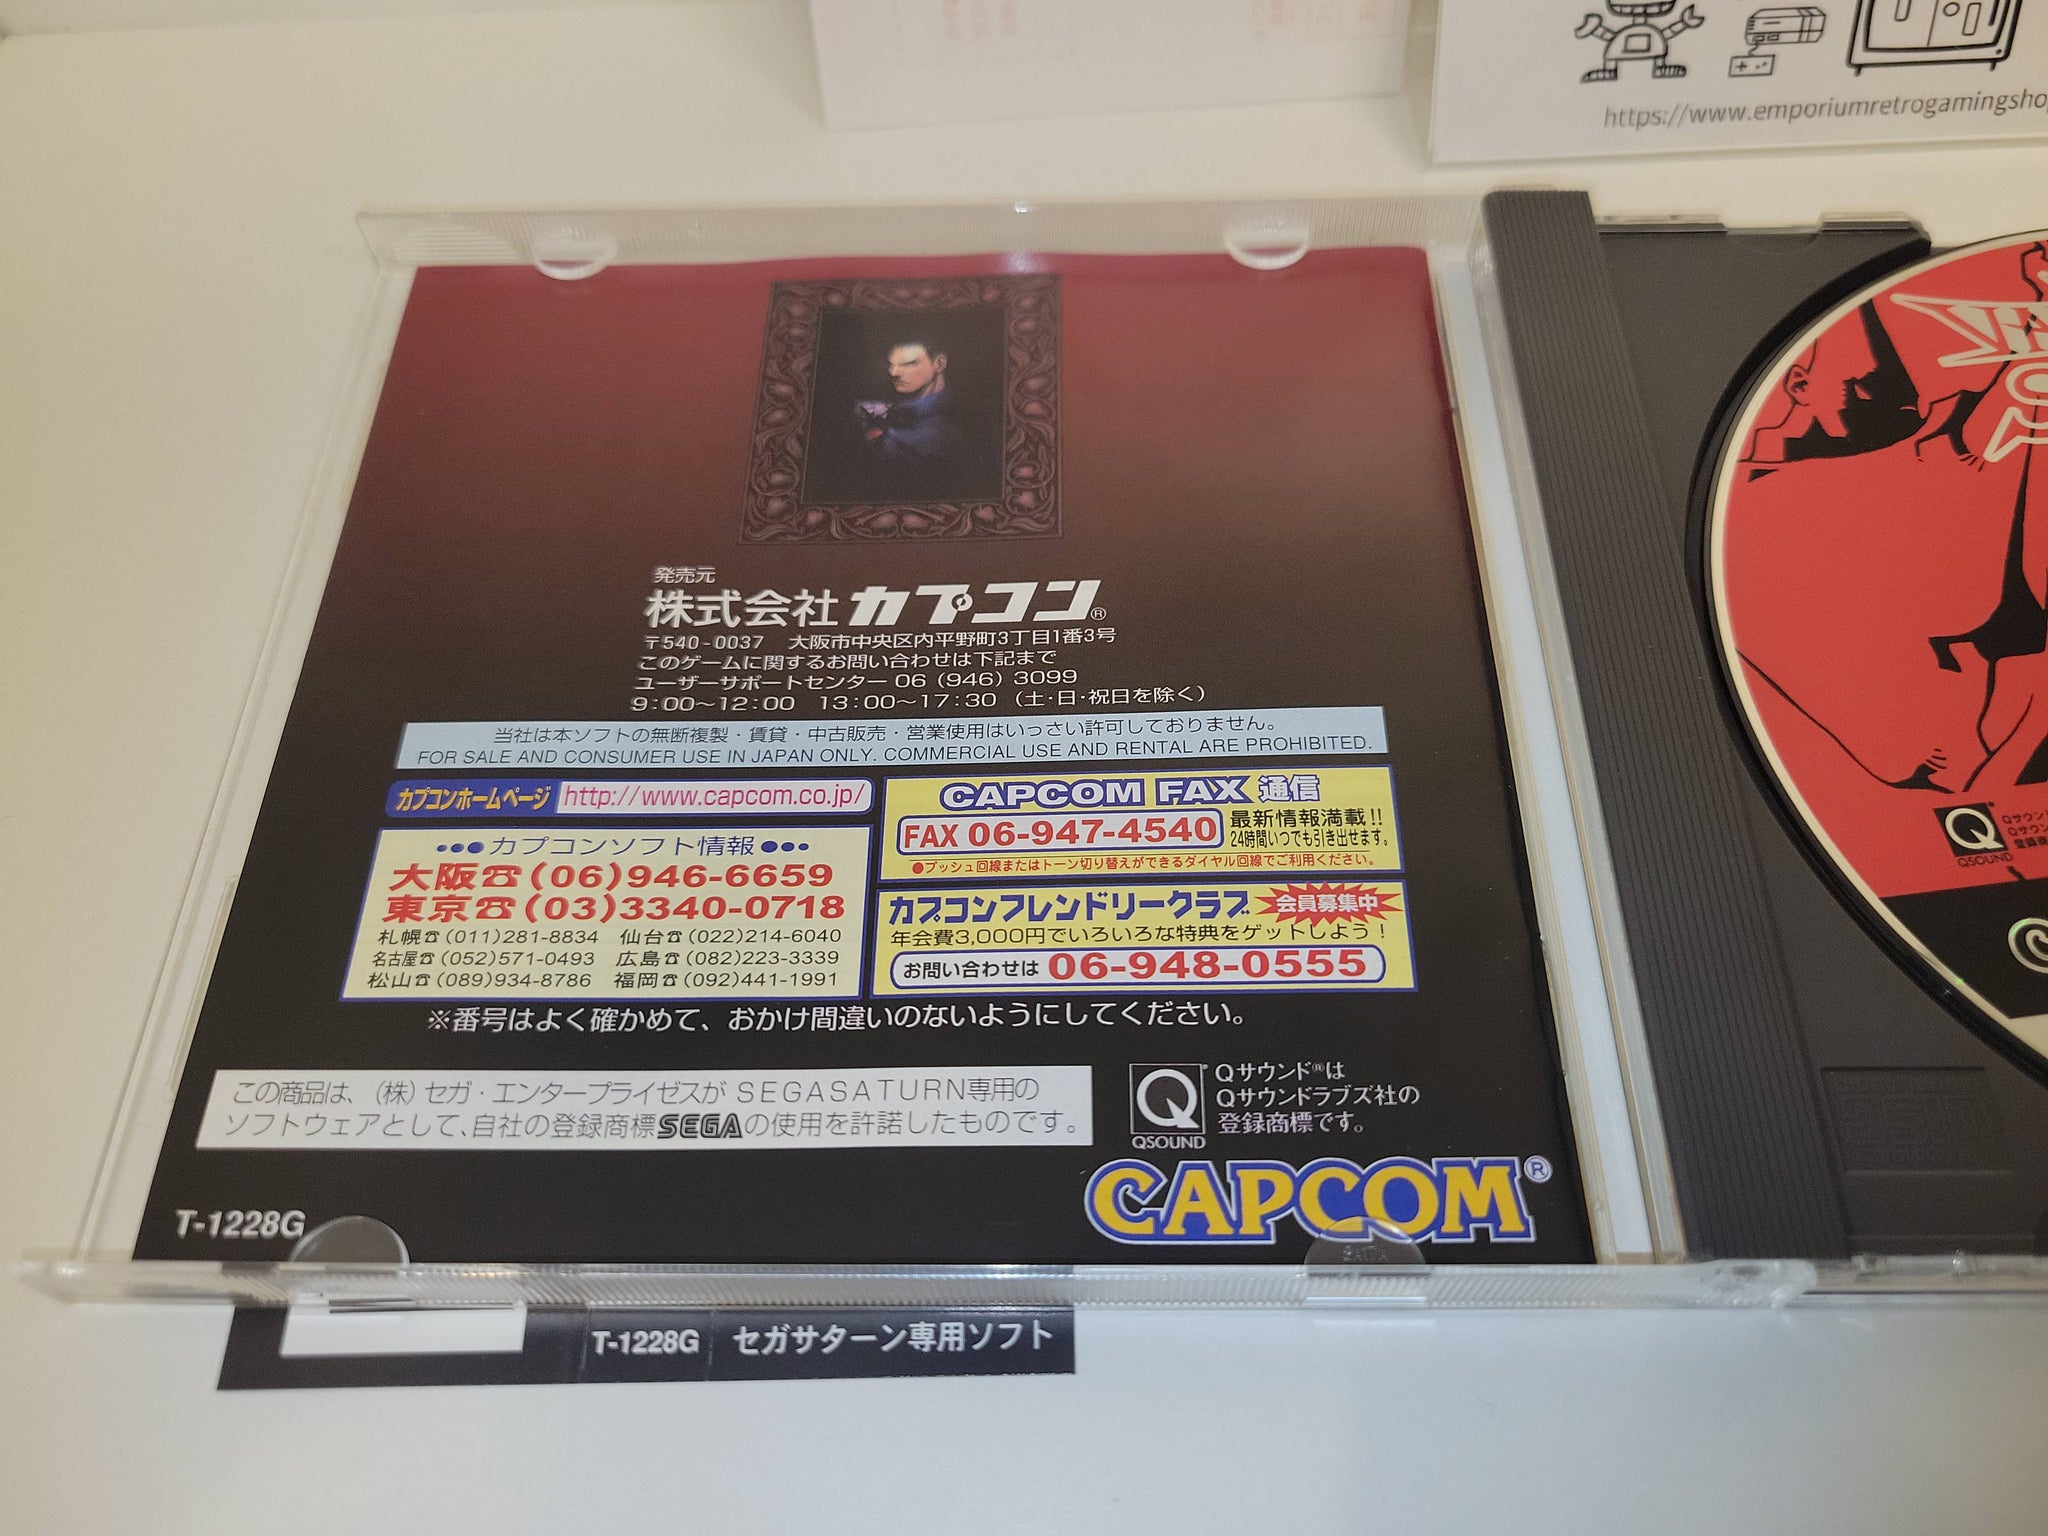 https://www.emporiumretrogamingshop
発売元
株式会社 カプコン®
〒540-0037 大阪市中央区内平野町3丁目1番3号
このゲームに関するお問い合わせは下記まで
ユーザーサポートセンター 06 (946) 3099
9:00～12:00 13:00～17:30 (土・日・祝日を除く)
当社は本ソフトの無断複製・賃貸・中古販売・営業使用はいっさい許可しておりません。
FOR SALE AND CONSUMER USE IN JAPAN ONLY. COMMERCIAL USE AND RENTAL ARE PROHIBITED.
カプコンホームページ http://www.capcom.co.jp/
●●●カプコンソフト情報●●●
大阪☎(06)946-6659
東京☎(03)3340-0718
札幌☎(011)281-8834 仙台☎(022)214-6040
名古屋☎(052)571-0493 広島☎(082)223-3339
松山☎(089)934-8786 福岡☎(092)441-1991
CAPCOM FAX 通信
FAX 06-947-4540
最新情報満載!!
24時間いつでも引き出せます。
●プッシュ回線またはトーン切り替えができるダイヤル回線でご利用ください。
カプコンフレンドリークラブ 会員募集中
年会費3,000円でいろいろな特典をゲットしよう!
お問い合わせは 06-948-0555
※番号はよく確かめて、おかけ間違いのないようにしてください。
この商品は、(株)セガ・エンタープライゼスが SEGASATURN専用の
ソフトウェアとして、自社の登録商標SEGAの使用を許諾したものです。
Q
QSOUND
Qサウンド®は
Qサウンドラブズ社の
登録商標です。
CAPCOM®
T-1228G
T-1228G セガサターン専用ソフト
Q
QSOUND